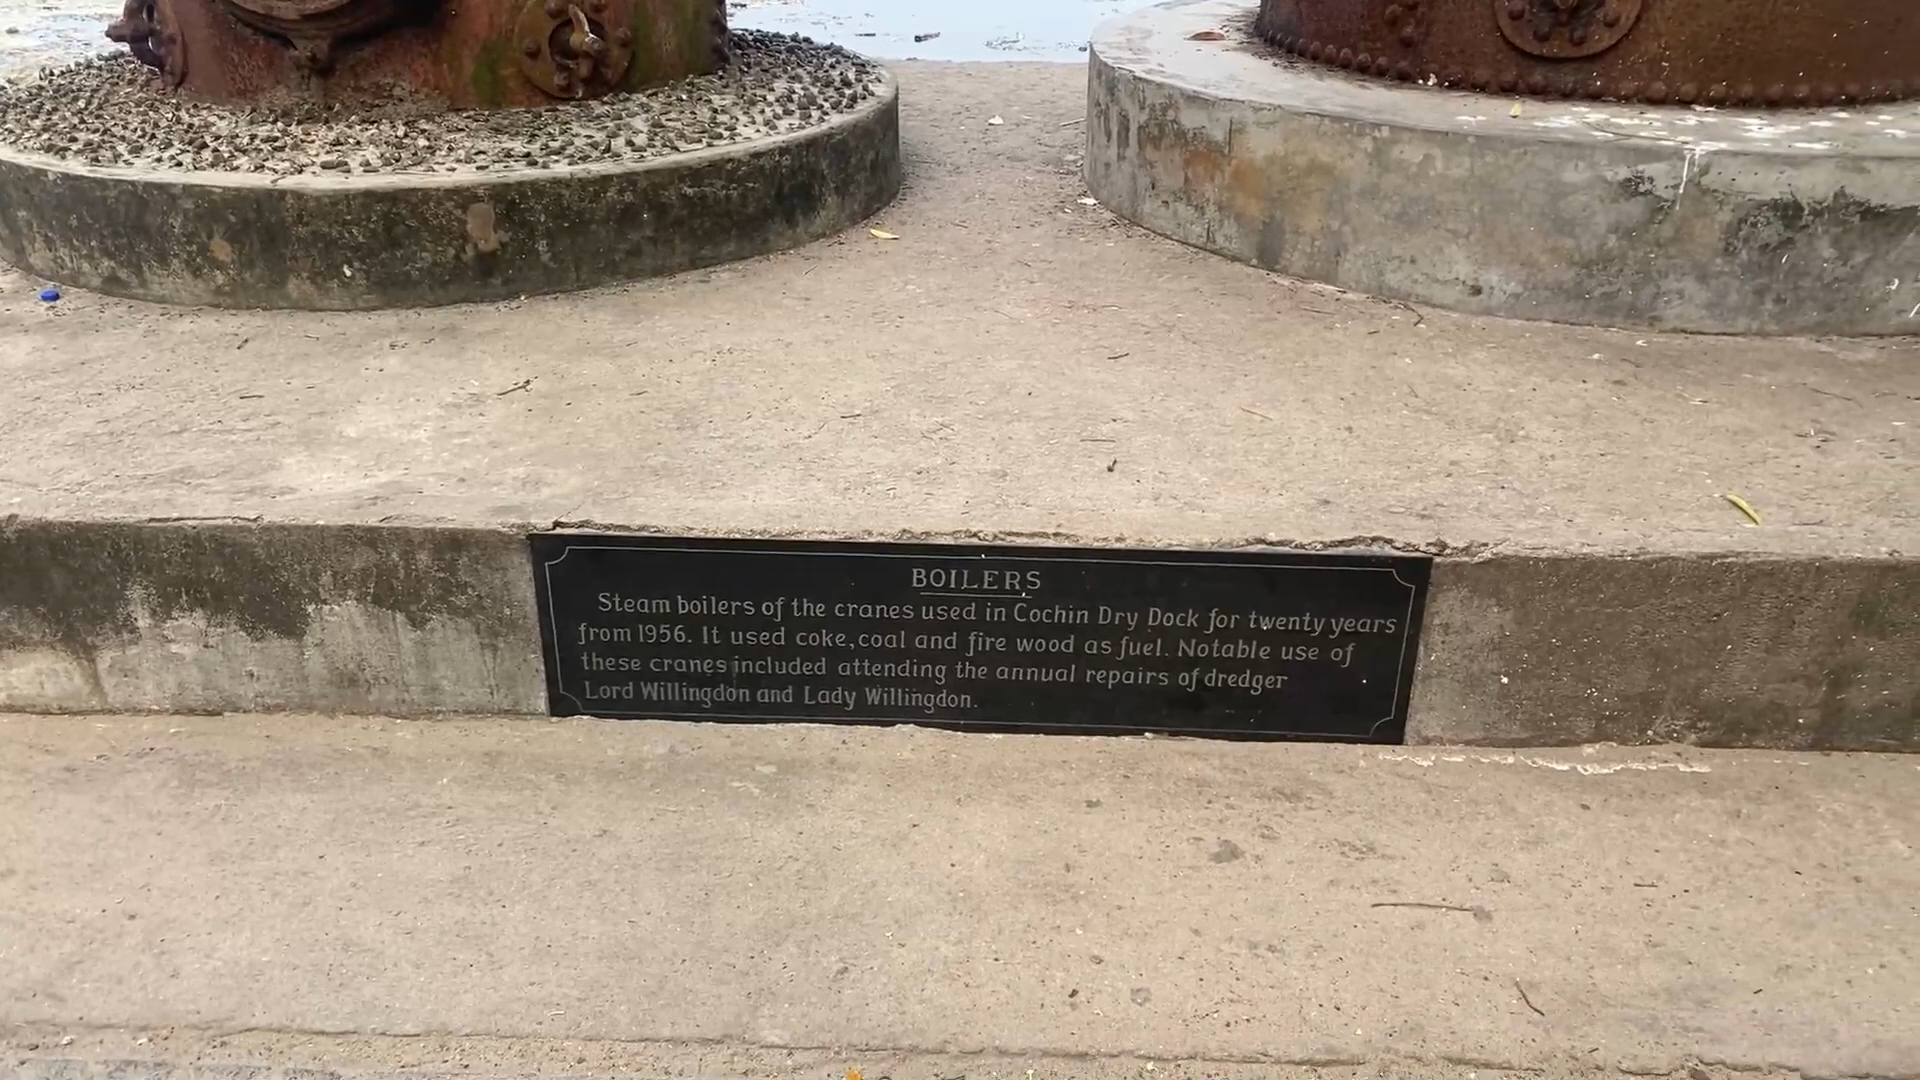 BOILERS
Steam boilers of the cranes used in Cochin Dry Dock for twenty years
from 1956. It used coke, coal and fire wood as fuel. Notable use of
these cranes included attending the annual repairs of dredger
Lord Willingdon and Lady Willingdon.